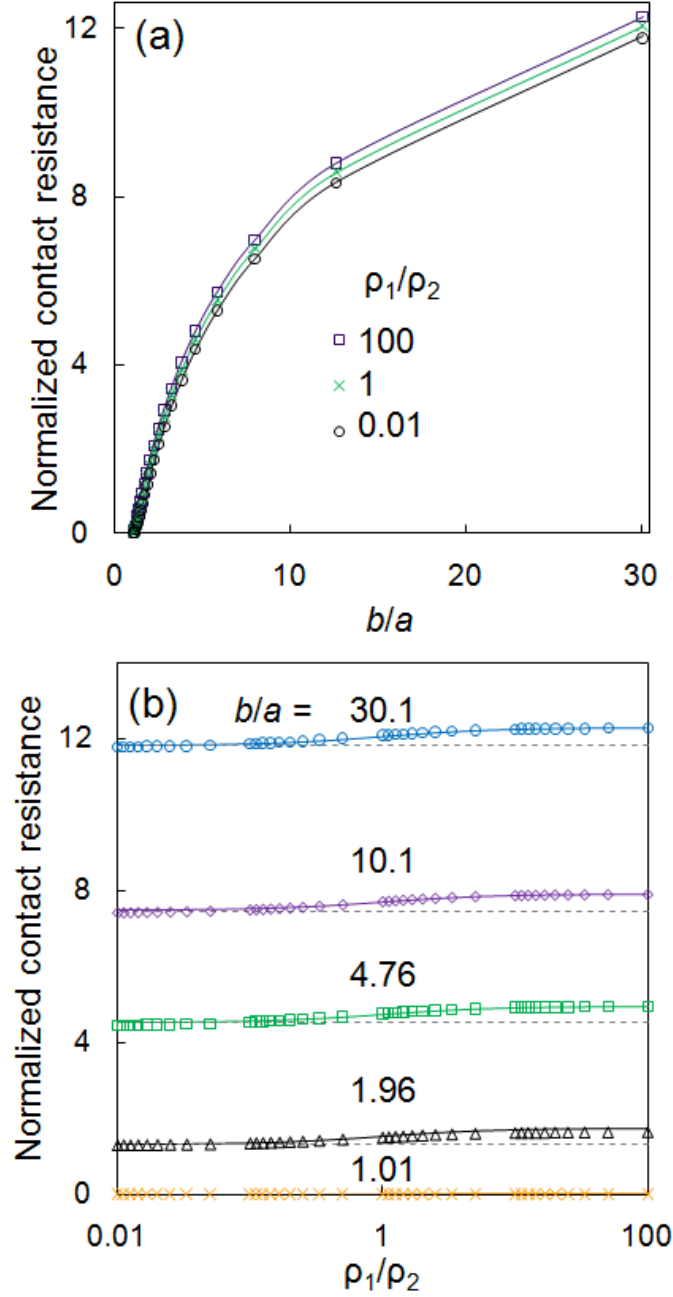 (a)
Normalized contact resistance
12
8
4
0
ρ1/ρ2
100
1
0.01
0 10 20 30
b/a
(b)
Normalized contact resistance
b/a = 30.1
12
10.1
8
4.76
4
1.96
1.01
0
0.01 1 100
ρ1/ρ2